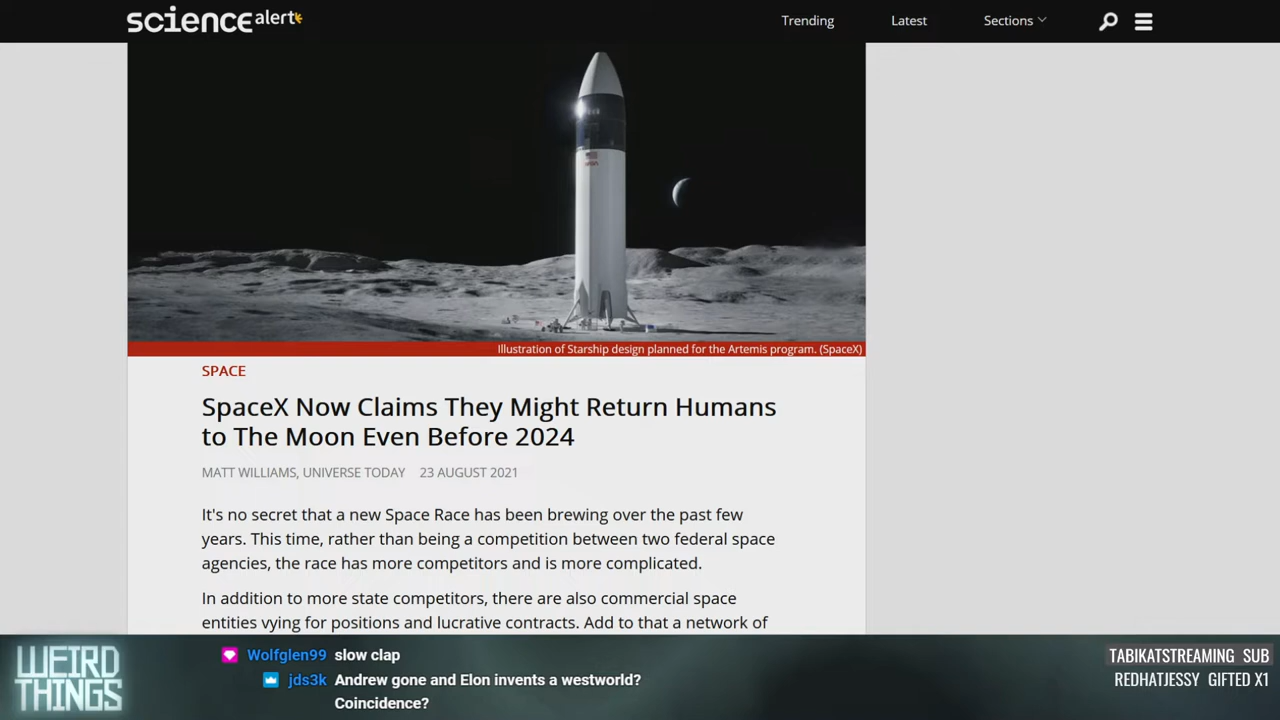 science alert
Trending
Latest
Sections
Illustration of Starship design planned for the Artemis program. (SpaceX)
SPACE
SpaceX Now Claims They Might Return Humans
to The Moon Even Before 2024
MATT WILLIAMS, UNIVERSE TODAY 23 AUGUST 2021
It's no secret that a new Space Race has been brewing over the past few
years. This time, rather than being a competition between two federal space
agencies, the race has more competitors and is more complicated.
In addition to more state competitors, there are also commercial space
entities vying for positions and lucrative contracts. Add to that a network of
WEIRD
THINGS
Wolfglen99 slow clap
jds3k Andrew gone and Elon invents a westworld?
Coincidence?
TABIKATSTREAMING SUB
REDHATJESSY GIFTED X1